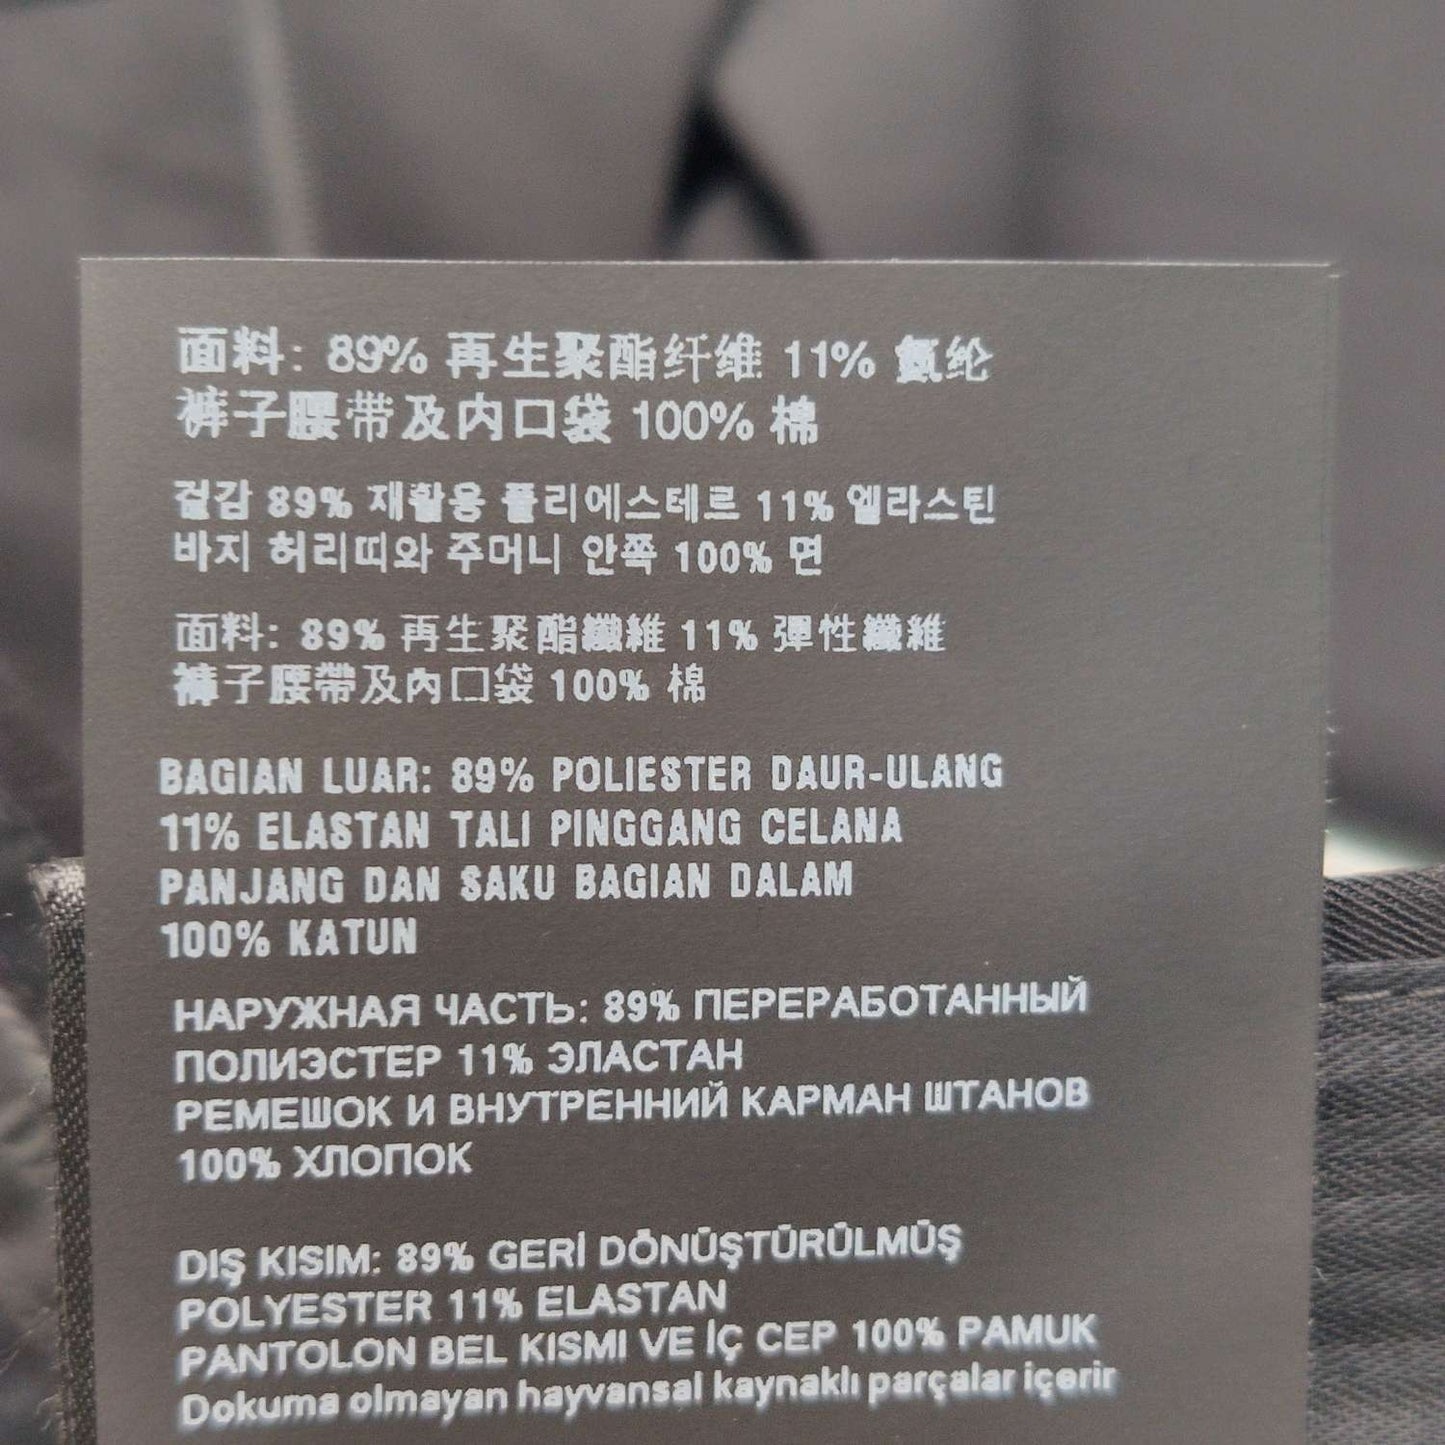 面料: 89% 再生聚酯纤维 11% 氨纶
裤子腰带及内口袋 100% 棉
겉감 89% 재활용 폴리에스테르 11% 엘라스틴
바지 허리띠와 주머니 안쪽 100% 면
面料: 89% 再生聚酯纖維 11% 彈性纖維
褲子腰帶及內口袋 100% 棉
BAGIAN LUAR: 89% POLIESTER DAUR-ULANG
11% ELASTAN TALI PINGGANG CELANA
PANJANG DAN SAKU BAGIAN DALAM
100% KATUN
НАРУЖНАЯ ЧАСТЬ: 89% ПЕРЕРАБОТАННЫЙ
ПОЛИЭСТЕР 11% ЭЛАСТАН
РЕМЕШОК И ВНУТРЕННИЙ КАРМАН ШТАНОВ
100% ХЛОПОК
DIŞ KISIM: 89% GERİ DÖNÜŞTÜRÜLMÜŞ
POLYESTER 11% ELASTAN
PANTOLON BEL KISMI VE İÇ CEP 100% PAMUK
Dokuma olmayan hayvansal kaynaklı parçalar içerir